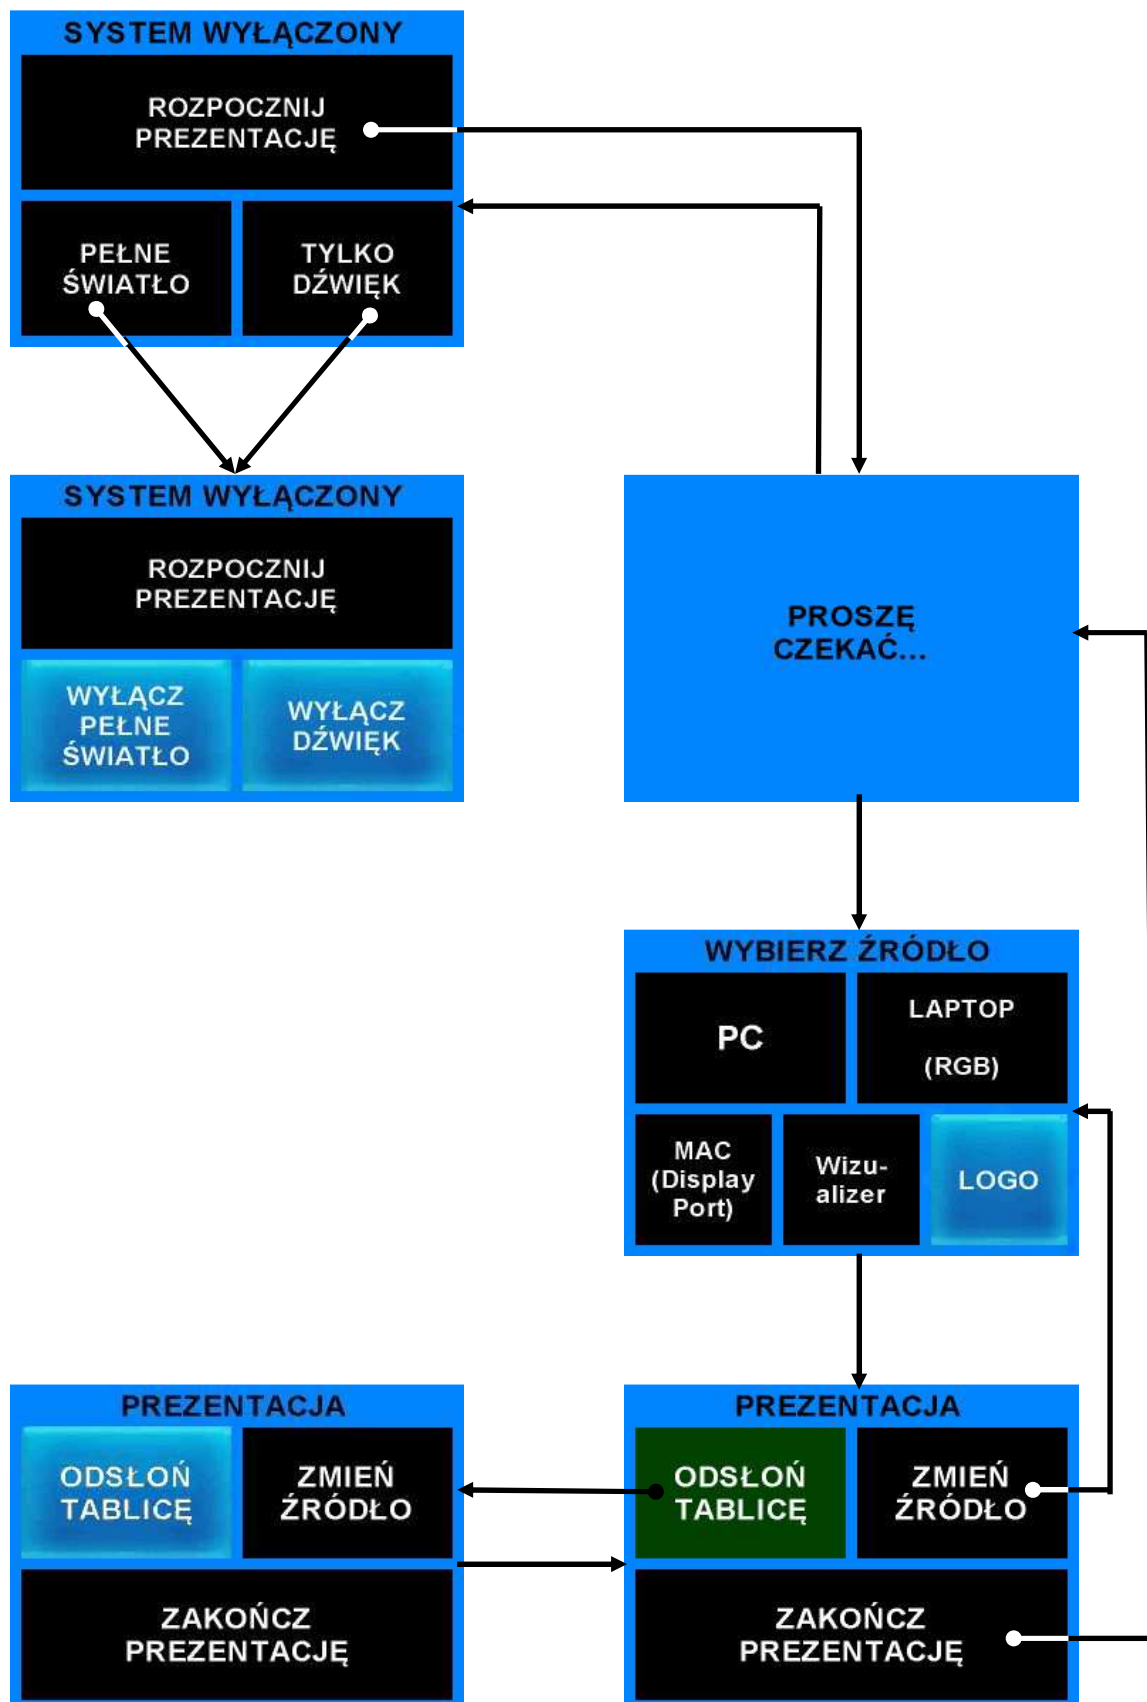 SYSTEM WYŁĄCZONY
ROZPOCZNIJ
PREZENTACJĘ
PEŁNE
ŚWIATŁO
TYLKO
DŹWIĘK
SYSTEM WYŁĄCZONY
ROZPOCZNIJ
PREZENTACJĘ
WYŁĄCZ
PEŁNE
ŚWIATŁO
WYŁĄCZ
DŹWIĘK
PROSZĘ
CZEKAĆ...
WYBIERZ ŹRÓDŁO
PC
LAPTOP
(RGB)
MAC
(Display
Port)
Wizu-
alizer
LOGO
PREZENTACJA
ODSŁOŃ
TABLICĘ
ZMIEŃ
ŹRÓDŁO
ZAKOŃCZ
PREZENTACJĘ
PREZENTACJA
ODSŁOŃ
TABLICĘ
ZMIEŃ
ŹRÓDŁO
ZAKOŃCZ
PREZENTACJĘ